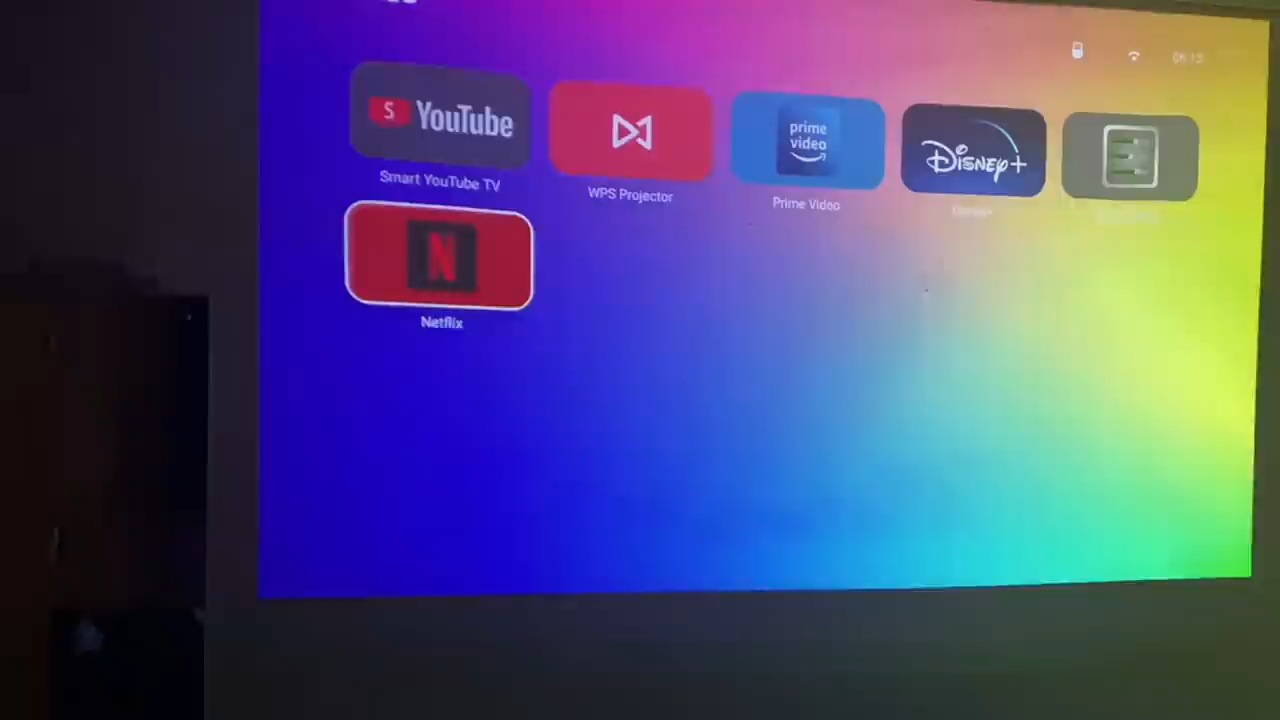 S YouTube
Smart YouTube TV
WPS Projector
prime
video
Prime Video
Disney+
N
Netflix